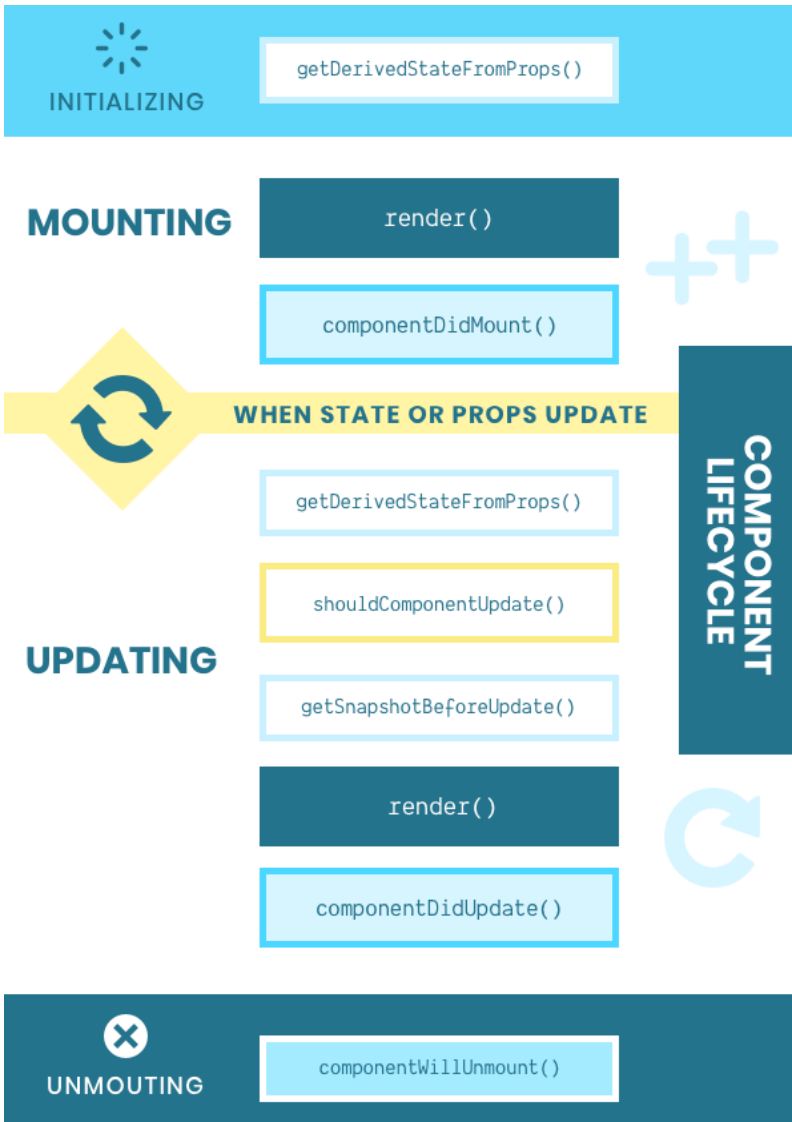 INITIALIZING
getDerivedStateFromProps()
MOUNTING
render()
componentDidMount()
WHEN STATE OR PROPS UPDATE
COMPONENT
LIFECYCLE
getDerivedStateFromProps()
shouldComponentUpdate()
UPDATING
getSnapshotBeforeUpdate()
render()
componentDidUpdate()
UNMOUTING
componentWillUnmount()